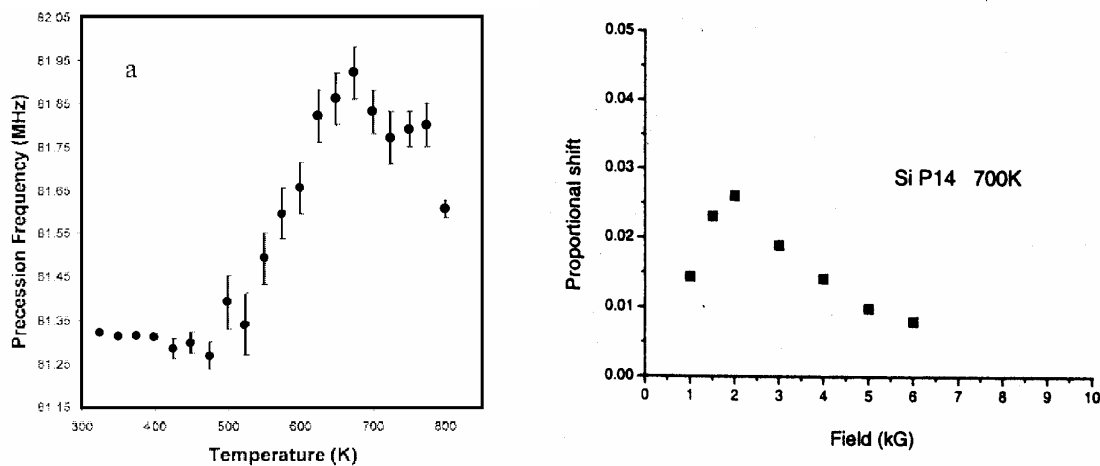 82.05
81.95
81.85
81.75
81.65
81.55
81.45
81.35
81.25
81.15
Precession Frequency (MHz)
a
300 400 500 600 700 800
Temperature (K)
0.05
0.04
0.03
0.02
0.01
0.00
Proportional shift
Si P14 700K
0 1 2 3 4 5 6 7 8 9 10
Field (kG)